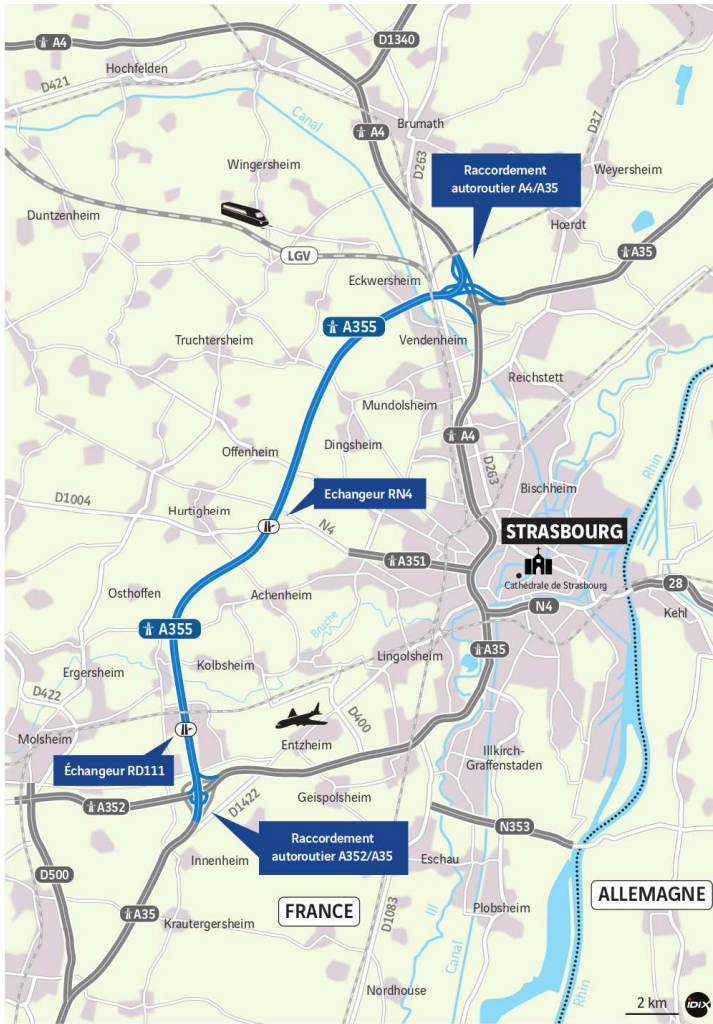 A4
D1340
Hochfelden
D421
A4
Canal
Brumath
D37
D263
Wingersheim
Raccordement
autoroutier A4/A35
Weyersheim
Duntzenheim
Hœrdt
A35
LGV
Eckwersheim
A355
Truchtersheim
Vendenheim
Reichstett
Mundolsheim
A4
Dingsheim
Offenheim
D263
Rhin
Bischheim
D1004
Echangeur RN4
Hurtigheim
N4
STRASBOURG
A351
Cathédrale de Strasbourg
28
Osthoffen
Achenheim
N4
Kehl
A355
Bruche
A35
Kolbsheim
Lingolsheim
Ergersheim
D422
D400
Molsheim
Entzheim
Illkirch-
Graffenstaden
Échangeur RD111
A352
D1422
Geispolsheim
N353
Raccordement
autoroutier A352/A35
Innenheim
Eschau
D500
ALLEMAGNE
A35
FRANCE
Krautergersheim
D1083
Ill
Plobsheim
Canal
Nordhouse
Rhin
2 km
iDiX